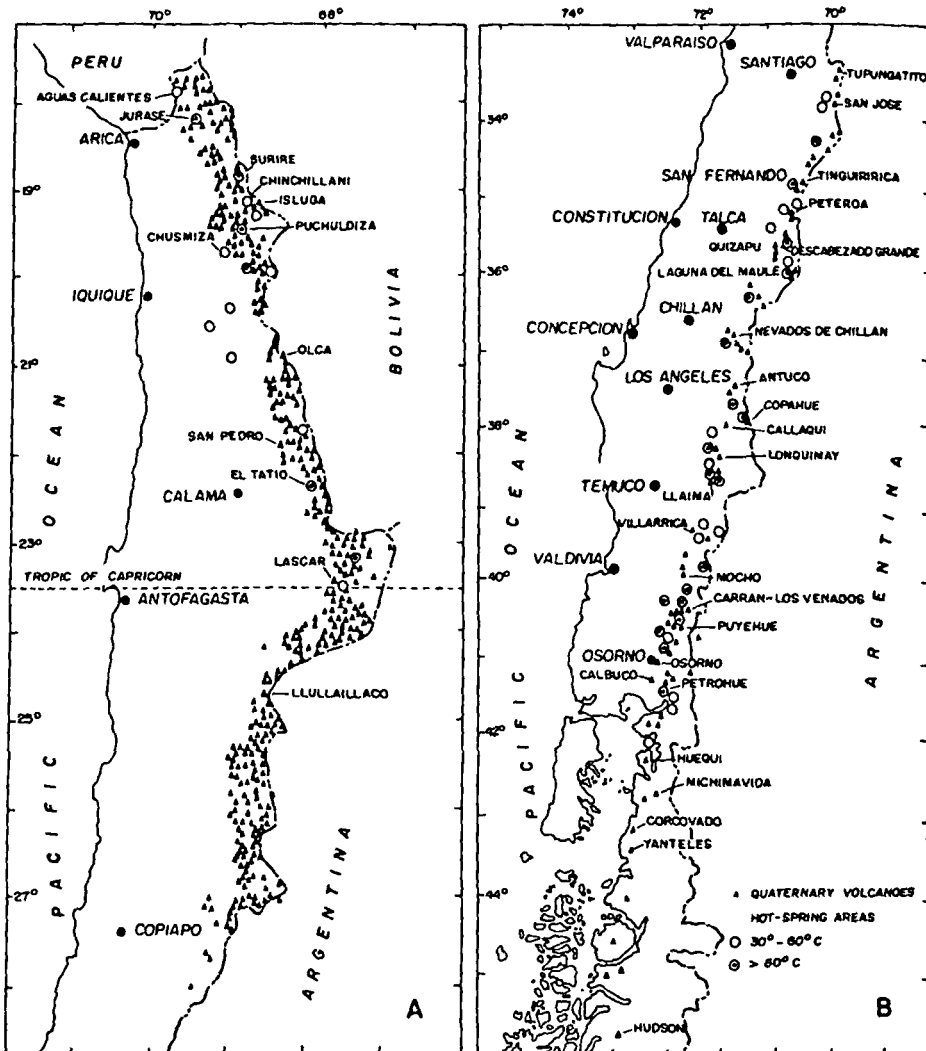 70°
68°
PERU
AGUAS CALIENTES
JURASE
ARICA
SURIRE
19°
CHINCHILLANI
ISLUGA
PUCHULDIZA
CHUSMIZA
IQUIQUE
BOLIVIA
OLCA
21°
SAN PEDRO
EL TATIO
CALAMA
23°
LASCAR
TROPIC OF CAPRICORN
ANTOFAGASTA
LLULLAILLACO
25°
27°
COPIAPO
PACIFIC OCEAN
ARGENTINA
A
74°
72°
70°
VALPARAISO
SANTIAGO
TUPUNGATITO
SAN JOSE
34°
SAN FERNANDO
TINGUIRIRICA
PETEROA
CONSTITUCION
TALCA
QUIZAPU
DESCABEZADO GRANDE
LAGUNA DEL MAULE
36°
CHILLAN
CONCEPCION
NEVADOS DE CHILLAN
LOS ANGELES
ANTUCO
COPAHUE
38°
CALLAQUI
LONQUIMAY
TEMUCO
LLAIMA
VILLARRICA
VALDIVIA
MOCHO
40°
CARRAN-LOS VENADOS
PUYEHUE
OSORNO
OSORNO
CALBUCO
PETROHUE
42°
HUEQUI
MICHIMAVIDA
CORCOVADO
YANTELES
44°
HUDSON
PACIFIC OCEAN
ARGENTINA
QUATERNARY VOLCANOES
HOT-SPRING AREAS
30°-60°C
> 60°C
B